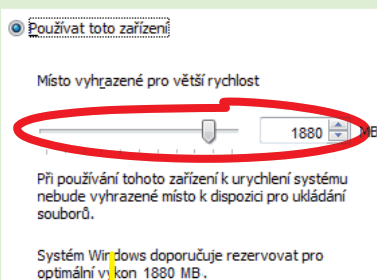 Používat toto zařízení
Místo vyhrazené pro větší rychlost
1880 MB
Při používání tohoto zařízení k urychlení systému
nebude vyhrazené místo k dispozici pro ukládání
souborů.
Systém Windows doporučuje rezervovat pro
optimální výkon 1880 MB.